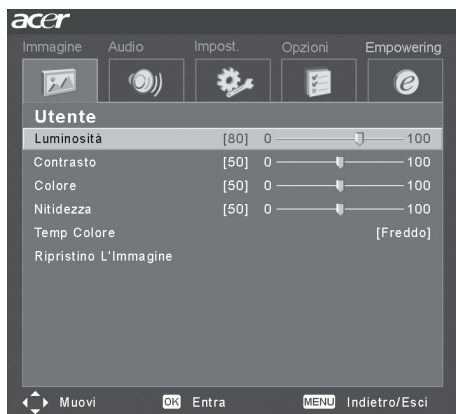 acer
Immagine Audio Impost. Opzioni Empowering
e
Utente
Luminosità [80] 0 100
Contrasto [50] 0 100
Colore [50] 0 100
Nitidezza [50] 0 100
Temp Colore [Freddo]
Ripristino L'Immagine
Muovi OK Entra MENU Indietro/Esci